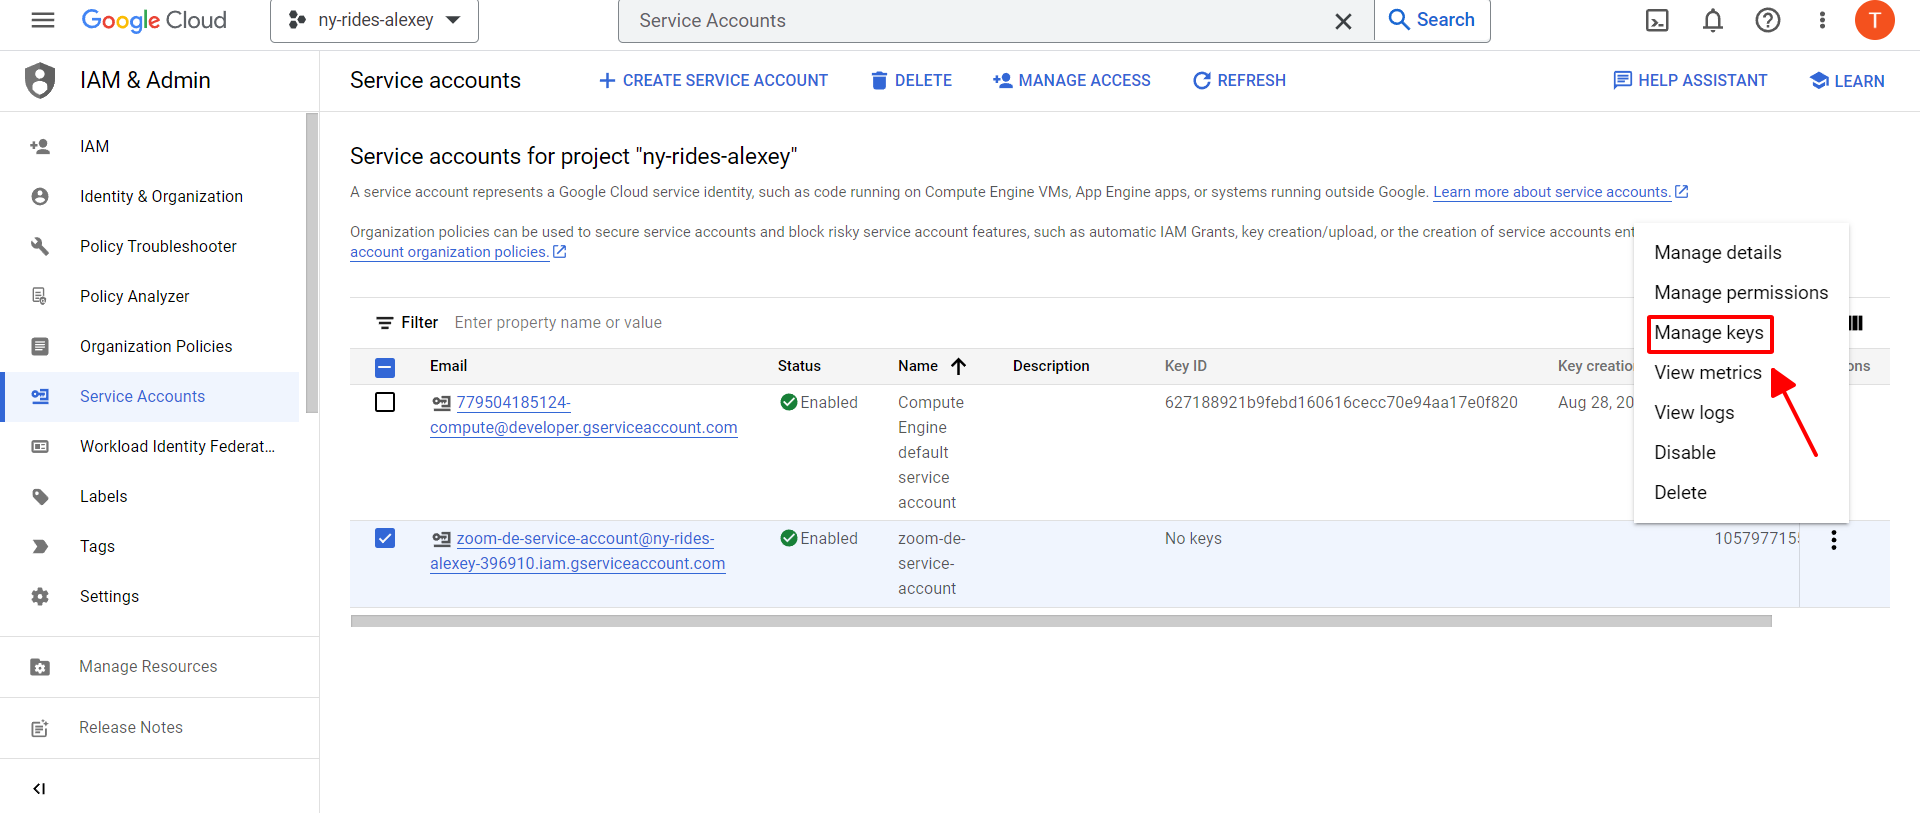 Google Cloud
ny-rides-alexey
Service Accounts
Search
T
IAM & Admin
Service accounts
CREATE SERVICE ACCOUNT
DELETE
MANAGE ACCESS
REFRESH
HELP ASSISTANT
LEARN
IAM
Identity & Organization
Policy Troubleshooter
Policy Analyzer
Organization Policies
Service Accounts
Workload Identity Federat...
Labels
Tags
Settings
Manage Resources
Release Notes
Service accounts for project "ny-rides-alexey"
A service account represents a Google Cloud service identity, such as code running on Compute Engine VMs, App Engine apps, or systems running outside Google. Learn more about service accounts.
Organization policies can be used to secure service accounts and block risky service account features, such as automatic IAM Grants, key creation/upload, or the creation of service accounts ent
account organization policies.
Filter Enter property name or value
Email Status Name Description Key ID Key creatio ons
779504185124- Enabled Compute 627188921b9febd160616cecc70e94aa17e0f820 Aug 28, 20
compute@developer.gserviceaccount.com Engine
default
service
account
zoom-de-service-account@ny-rides- Enabled zoom-de- No keys 1057977155
alexey-396910.iam.gserviceaccount.com service-
account
Manage details
Manage permissions
Manage keys
View metrics
View logs
Disable
Delete